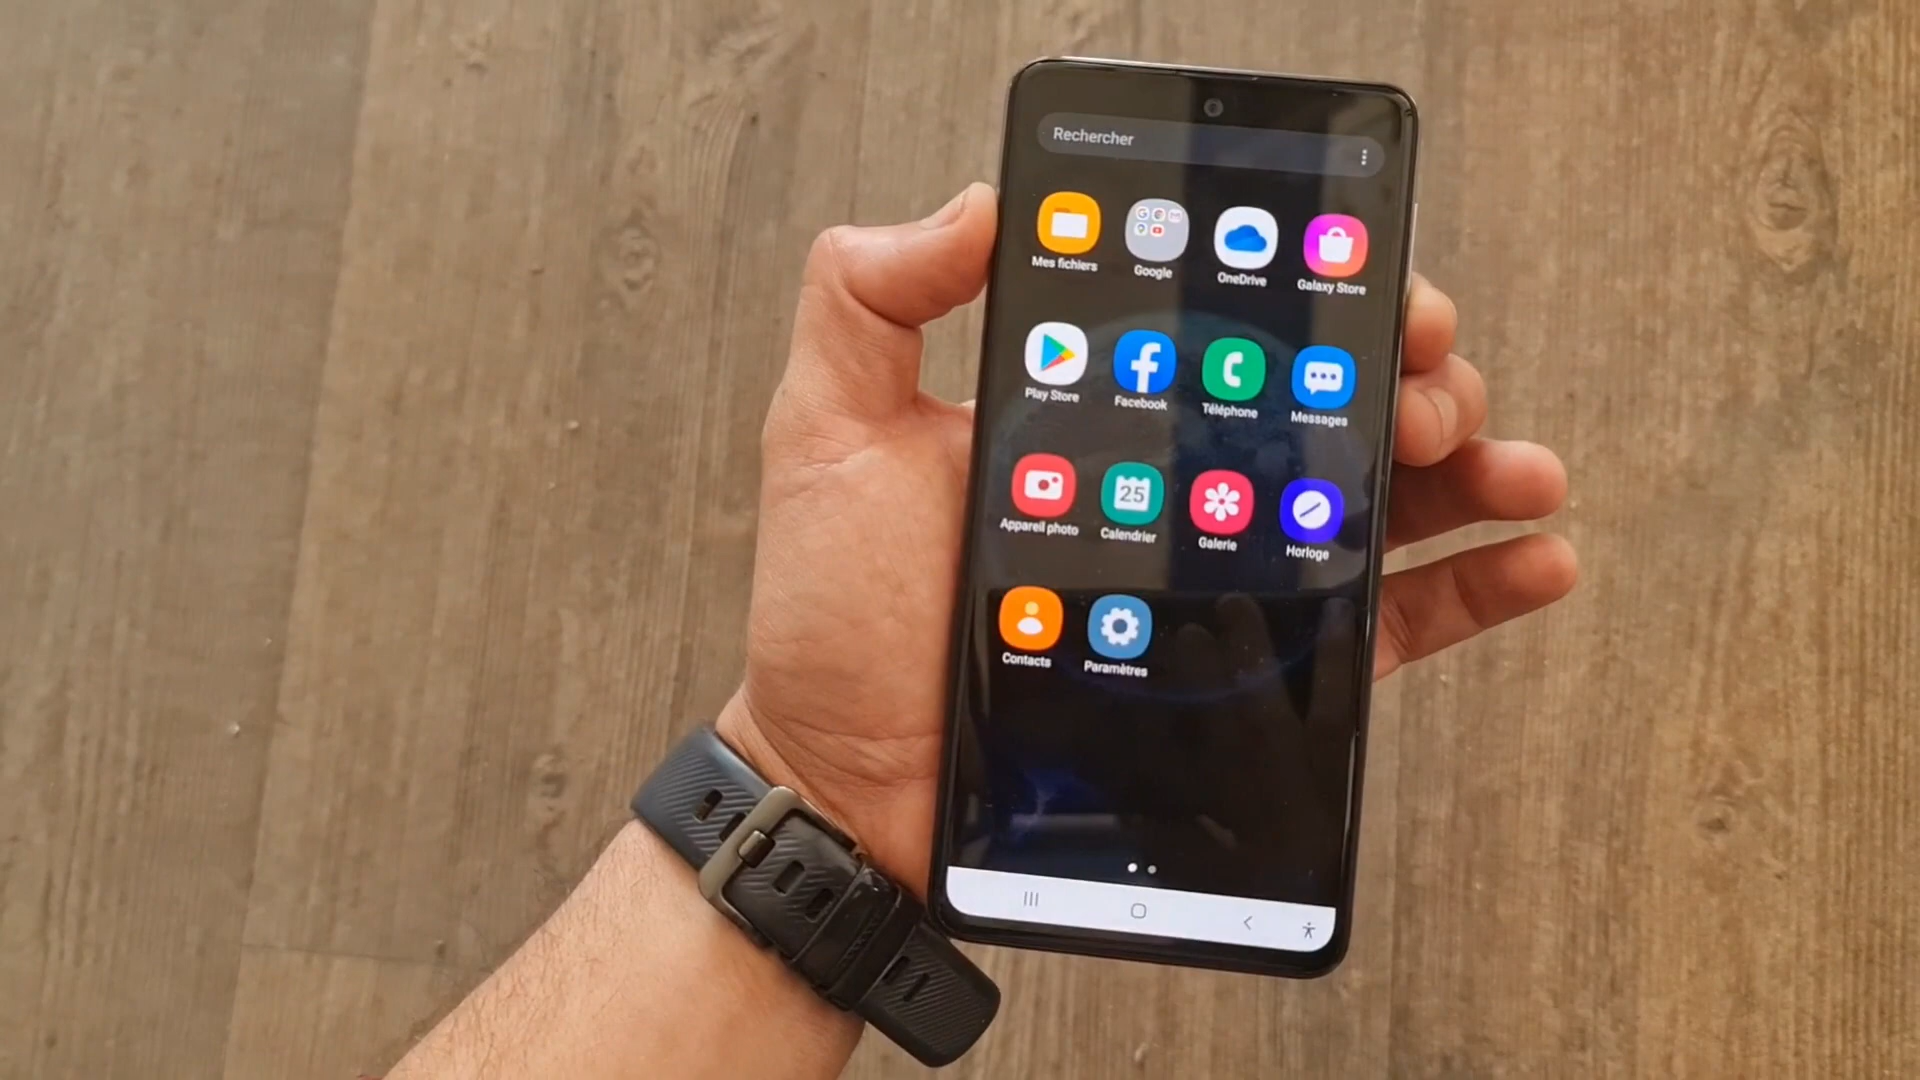 Rechercher
Mes fichiers
Google
OneDrive
Galaxy Store
Play Store
Facebook
Téléphone
Messages
25
Appareil photo
Calendrier
Galerie
Horloge
Contacts
Paramètres